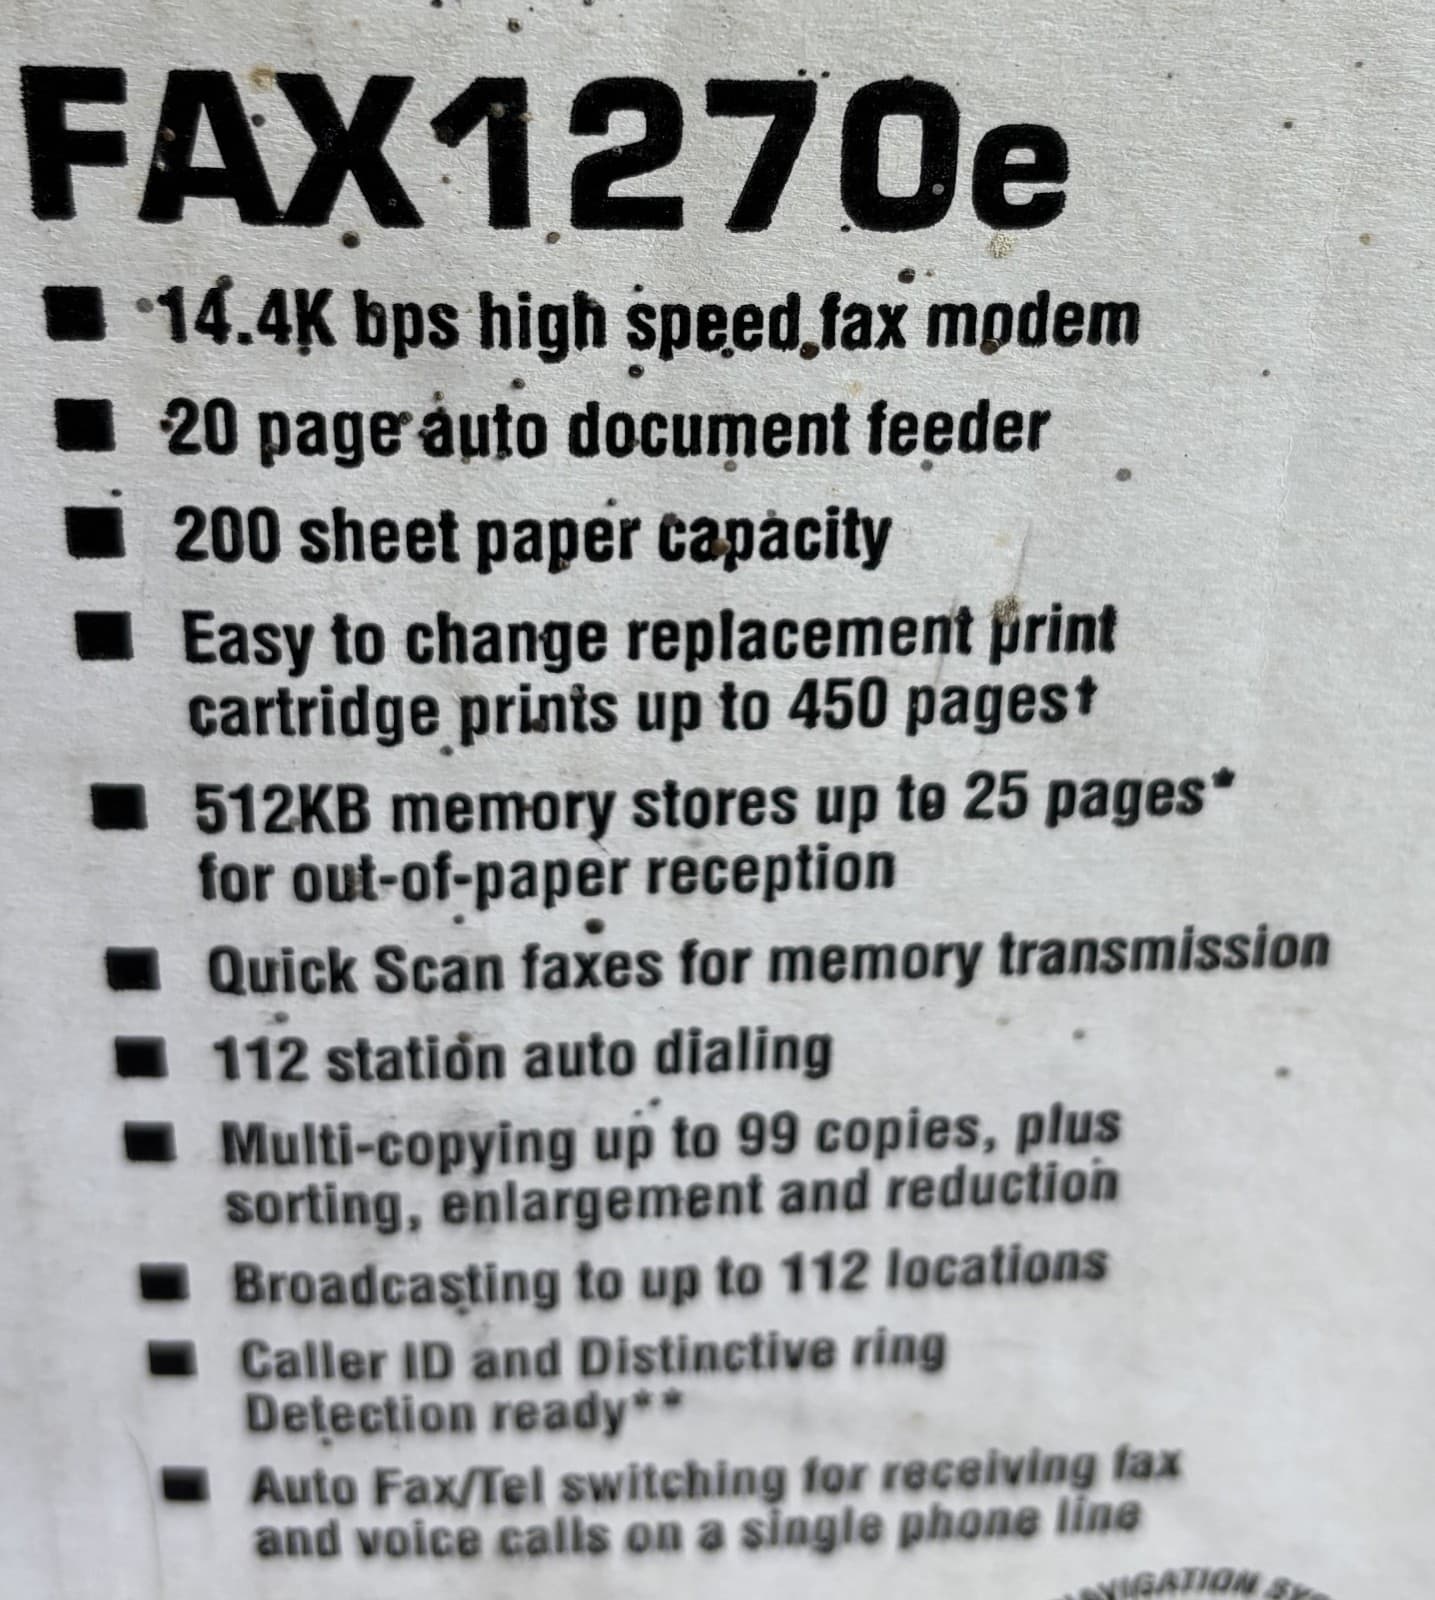 FAX1270e
■ 14.4K bps high speed fax modem
■ 20 page auto document feeder
■ 200 sheet paper capacity
■ Easy to change replacement print
cartridge prints up to 450 pages†
■ 512KB memory stores up to 25 pages*
for out-of-paper reception
■ Quick Scan faxes for memory transmission
■ 112 station auto dialing
■ Multi-copying up to 99 copies, plus
sorting, enlargement and reduction
■ Broadcasting to up to 112 locations
■ Caller ID and Distinctive ring
Detection ready**
■ Auto Fax/Tel switching for receiving fax
and voice calls on a single phone line